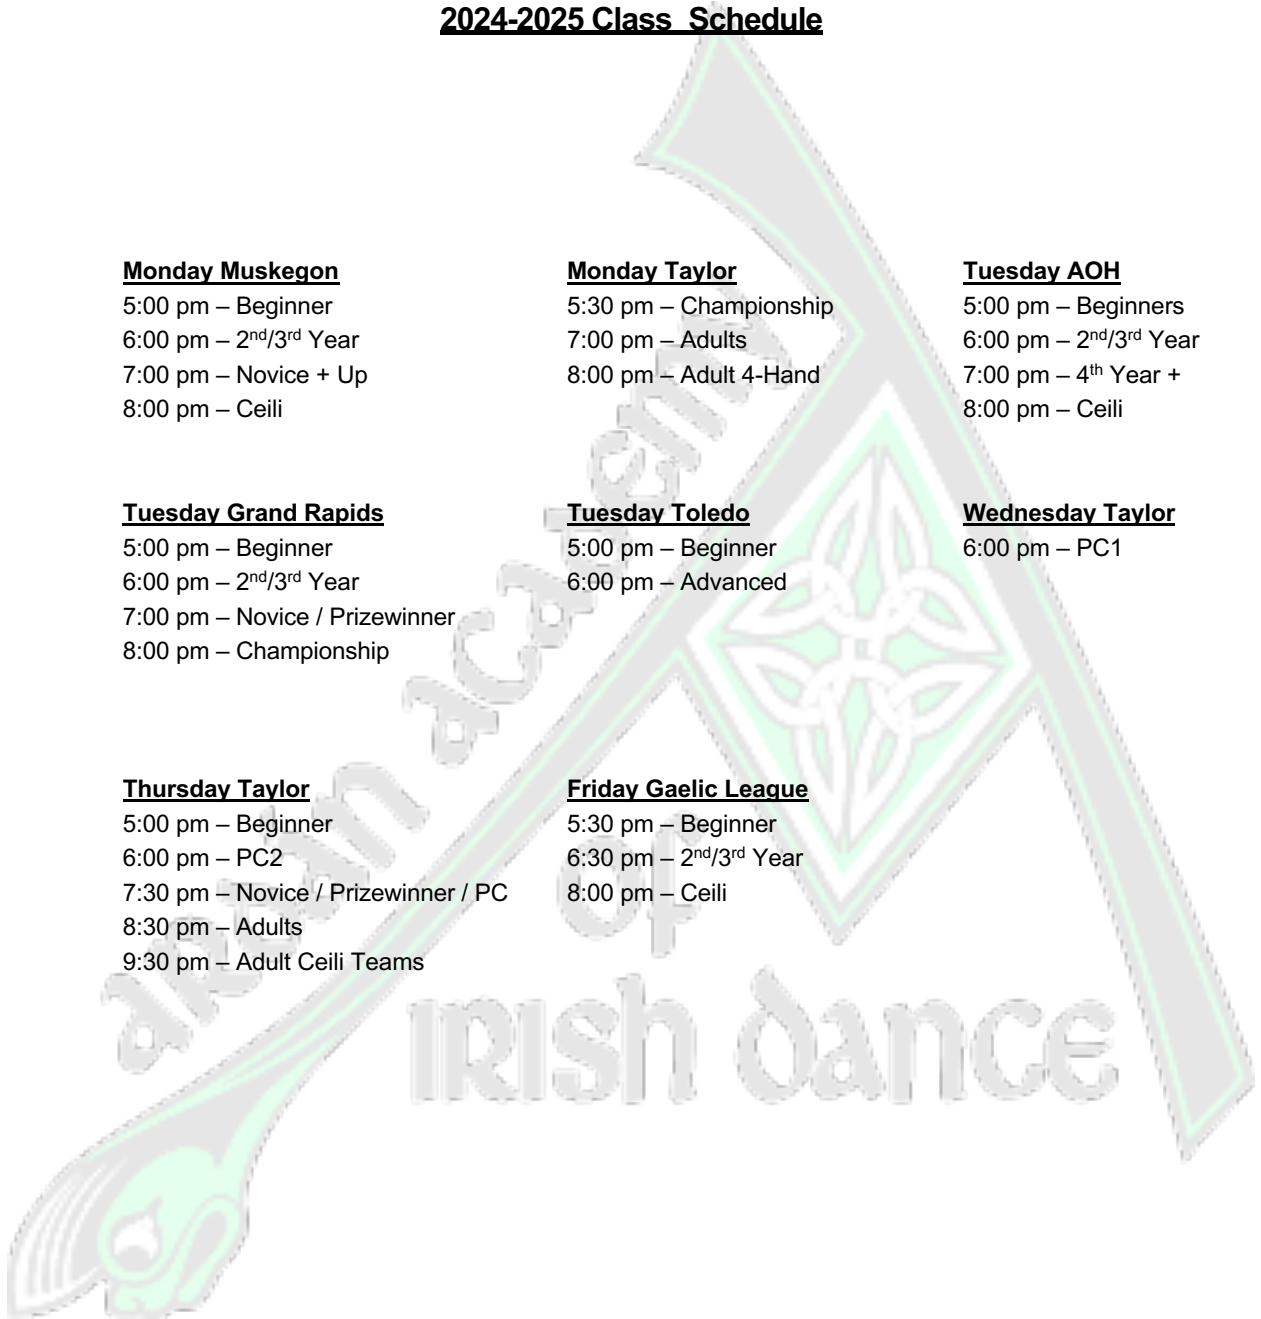 2024-2025 Class  Schedule
Monday Muskegon
5:00 pm – Beginner
6:00 pm – 2nd/3rd Year
7:00 pm – Novice + Up
8:00 pm – Ceili
Monday Taylor
5:30 pm – Championship
7:00 pm – Adults
8:00 pm – Adult 4-Hand
Tuesday AOH
5:00 pm – Beginners
6:00 pm – 2nd/3rd Year
7:00 pm – 4th Year +
8:00 pm – Ceili
Tuesday Grand Rapids
5:00 pm – Beginner
6:00 pm – 2nd/3rd Year
7:00 pm – Novice / Prizewinner
8:00 pm – Championship
Tuesday Toledo
5:00 pm – Beginner
6:00 pm – Advanced
Wednesday Taylor
6:00 pm – PC1
Thursday Taylor
5:00 pm – Beginner
6:00 pm – PC2
7:30 pm – Novice / Prizewinner / PC
8:30 pm – Adults
9:30 pm – Adult Ceili Teams
Friday Gaelic League
5:30 pm – Beginner
6:30 pm – 2nd/3rd Year
8:00 pm – Ceili
Ardán Academy
of
Irish Dance